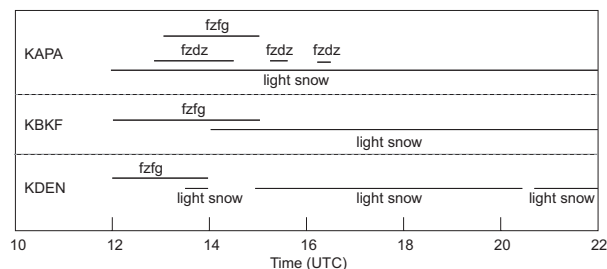 fzfg
KAPA fzdz fzdz fzdz
light snow
KBKF fzfg
light snow
fzfg
KDEN
light snow light snow light snow
10 12 14 16 18 20 22
Time (UTC)